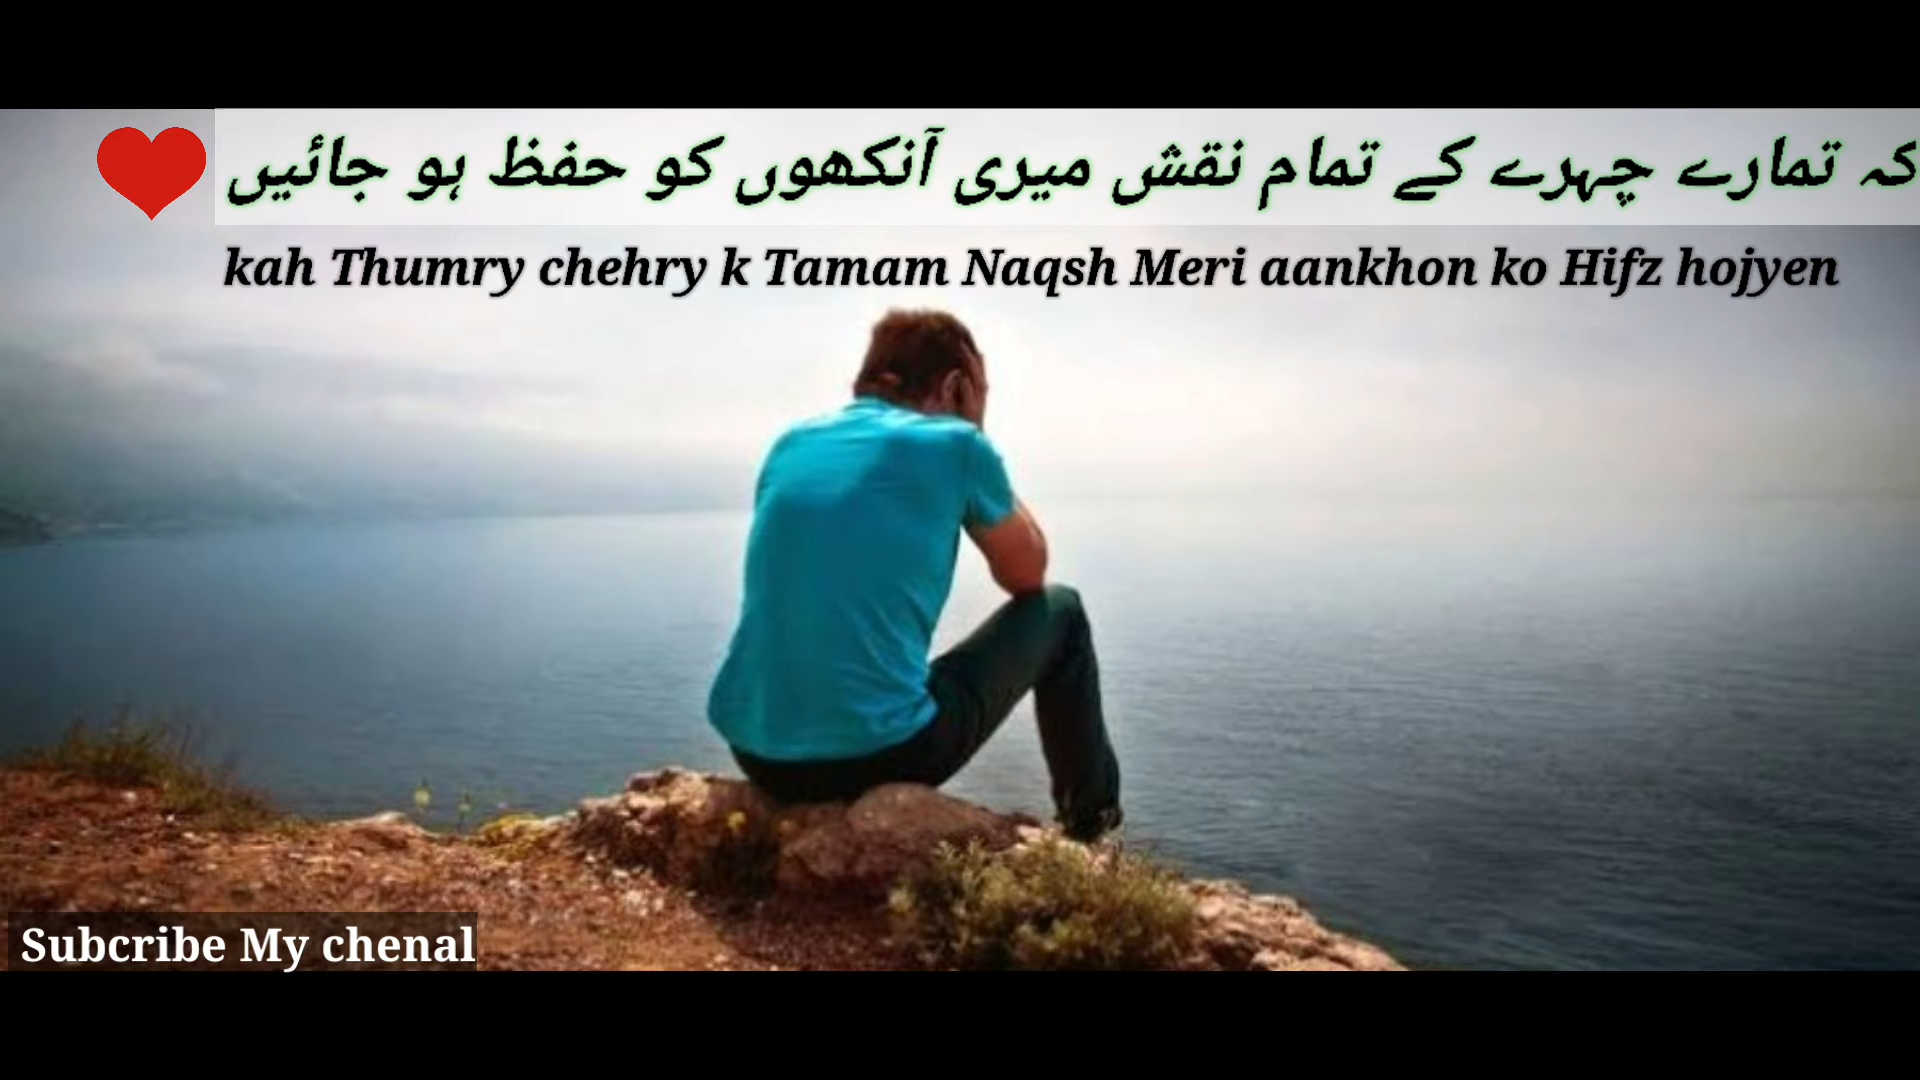 کہ تمارے چہرے کے تمام نقش میری آنکھوں کو حفظ ہو جائیں
kah Thumry chehry k Tamam Naqsh Meri aankhon ko Hifz hojyen
Subcribe My chenal